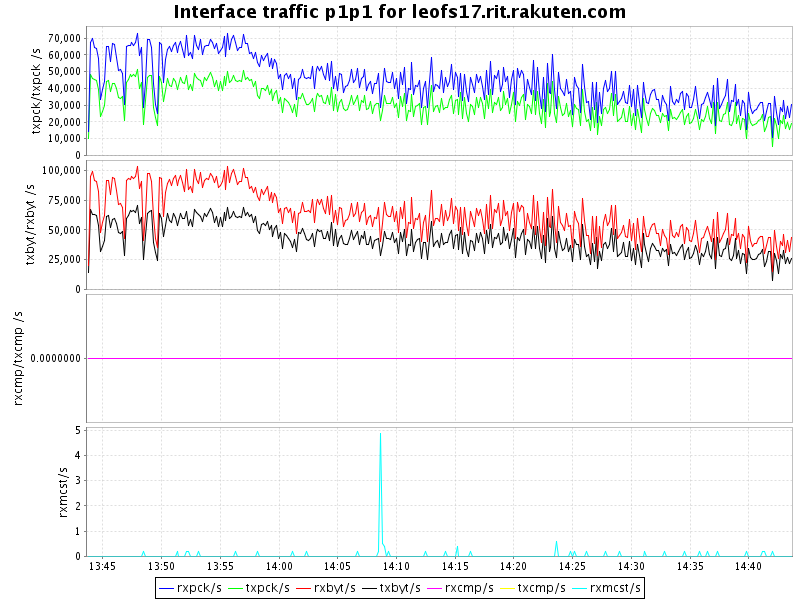 Interface traffic p1p1 for leofs17.rit.rakuten.com
txpck/txpck /s
70,000
60,000
50,000
40,000
30,000
20,000
10,000
0
txbyt/rxbyt /s
100,000
75,000
50,000
25,000
0
rxcmp/txcmp /s
0.0000000
rxmcst/s
5
4
3
2
1
0
13:45 13:50 13:55 14:00 14:05 14:10 14:15 14:20 14:25 14:30 14:35 14:40
rxpck/s txpck/s rxbyt/s txbyt/s rxcmp/s txcmp/s rxmcst/s